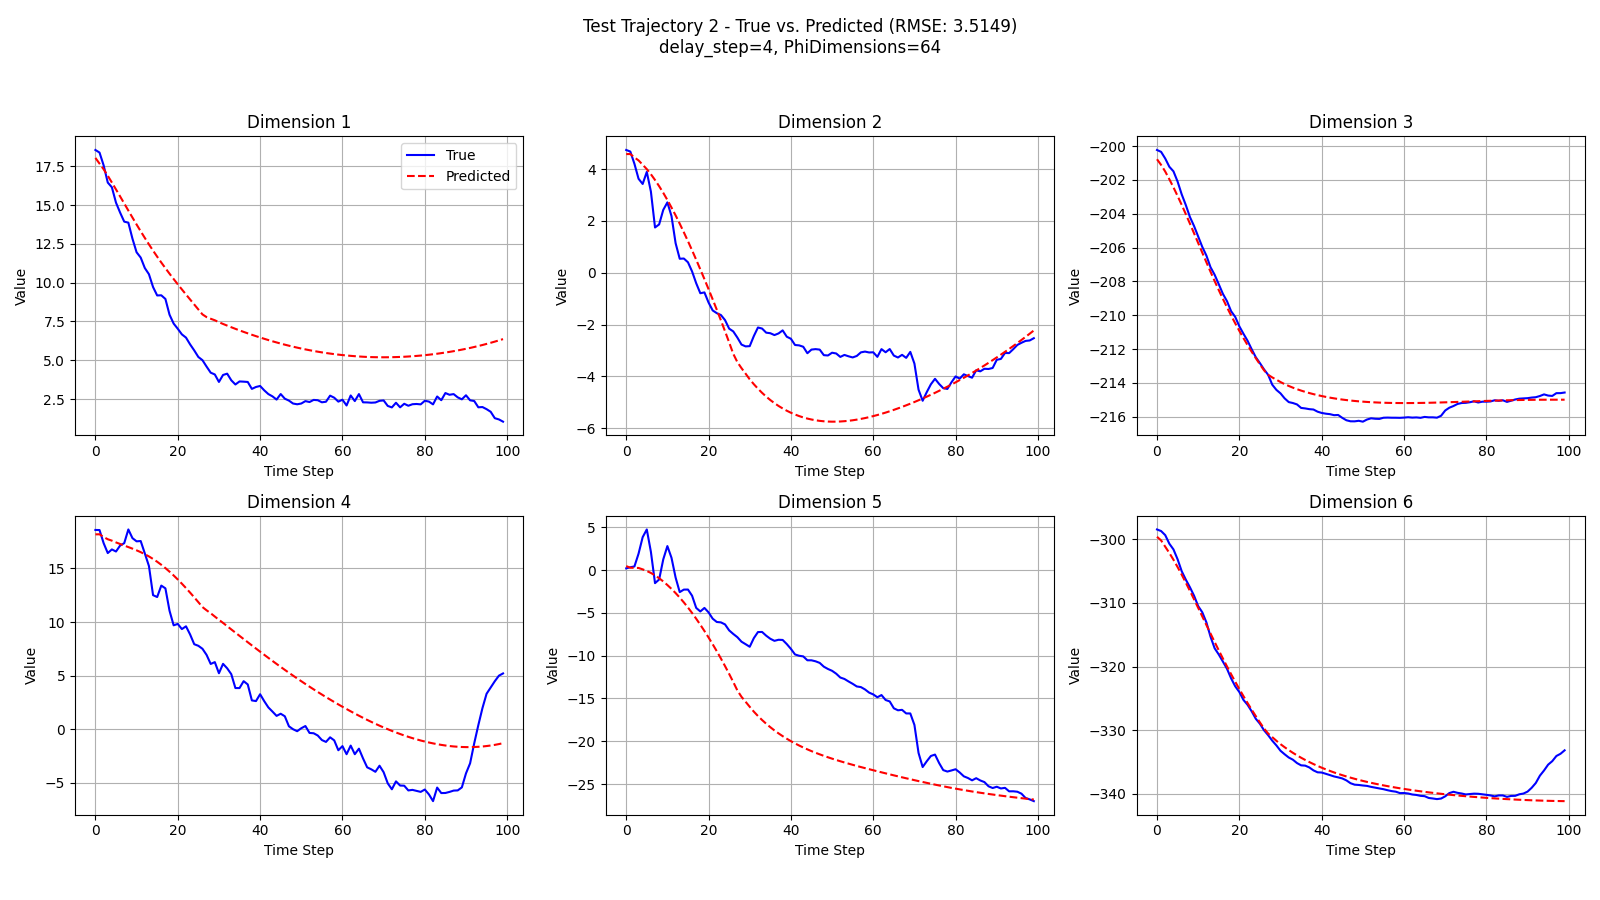 Test Trajectory 2 - True vs. Predicted (RMSE: 3.5149)
delay_step=4, PhiDimensions=64
Dimension 1
Value
17.5
15.0
12.5
10.0
7.5
5.0
2.5
0 20 40 60 80 100
Time Step
True
Predicted
Dimension 2
Value
4
2
0
−2
−4
−6
0 20 40 60 80 100
Time Step
Dimension 3
Value
−200
−202
−204
−206
−208
−210
−212
−214
−216
0 20 40 60 80 100
Time Step
Dimension 4
Value
15
10
5
0
−5
0 20 40 60 80 100
Time Step
Dimension 5
Value
5
0
−5
−10
−15
−20
−25
0 20 40 60 80 100
Time Step
Dimension 6
Value
−300
−310
−320
−330
−340
0 20 40 60 80 100
Time Step